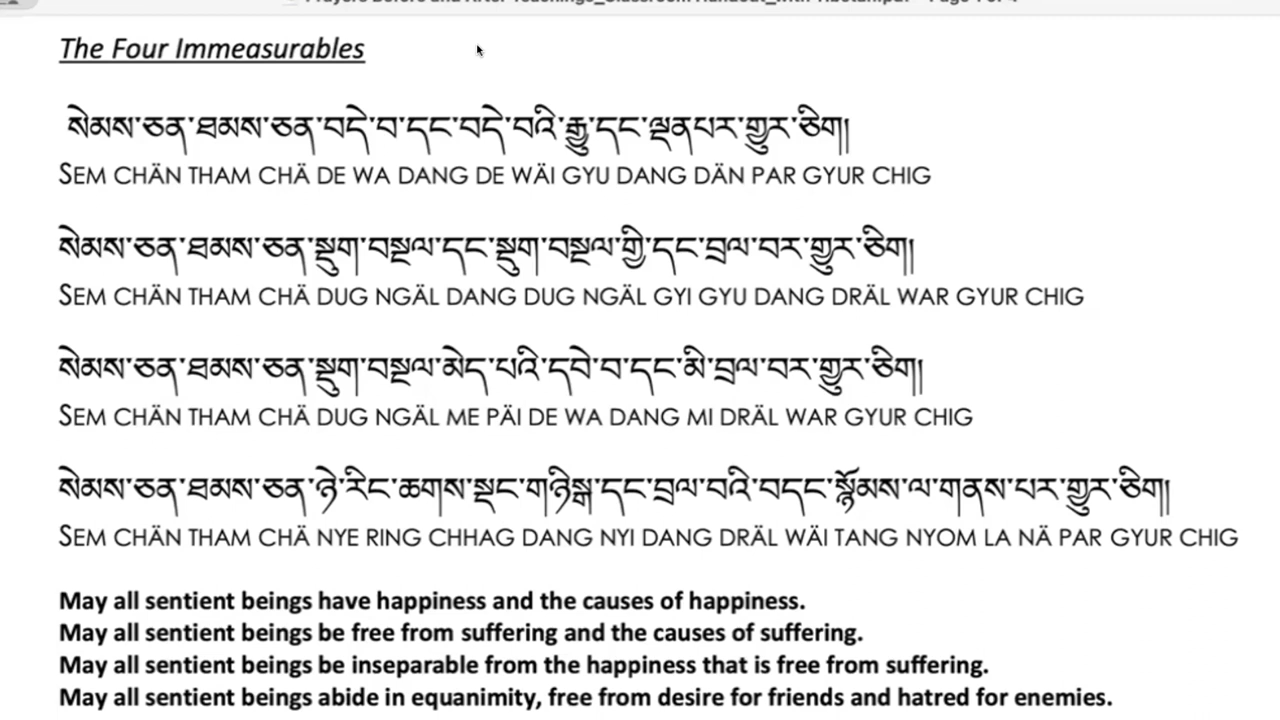 The Four Immeasurables
སེམས་ཅན་ཐམས་ཅན་བདེ་བ་དང་བདེ་བའི་རྒྱུ་དང་ལྡནཔར་གྱུར་ཅིག།
SEM CHÄN THAM CHÄ DE WA DANG DE WÄI GYU DANG DÄN PAR GYUR CHIG
སེམས་ཅན་ཐམས་ཅན་སྡུག་བསྔལ་དང་སྡུག་བསྔལ་གྱི་དང་བྲལ་བར་གྱུར་ཅིག།
SEM CHÄN THAM CHÄ DUG NGÄL DANG DUG NGÄL GYI GYU DANG DRÄL WAR GYUR CHIG
སེམས་ཅན་ཐམས་ཅན་སྡུག་བསྔལ་མེད་པའི་དབེ་བ་དང་མི་བྲལ་བར་གྱུར་ཅིག།
SEM CHÄN THAM CHÄ DUG NGÄL ME PÄI DE WA DANG MI DRÄL WAR GYUR CHIG
སེམས་ཅན་ཐམས་ཅན་ཉེ་རིང་ཆགས་སྡང་གཉིསྒ་དང་བྲལ་བའི་བདང་སྙོམས་ལ་གནས་པར་གྱུར་ཅིག།
SEM CHÄN THAM CHÄ NYE RING CHHAG DANG NYI DANG DRÄL WÄI TANG NYOM LA NÄ PAR GYUR CHIG
May all sentient beings have happiness and the causes of happiness.
May all sentient beings be free from suffering and the causes of suffering.
May all sentient beings be inseparable from the happiness that is free from suffering.
May all sentient beings abide in equanimity, free from desire for friends and hatred for enemies.